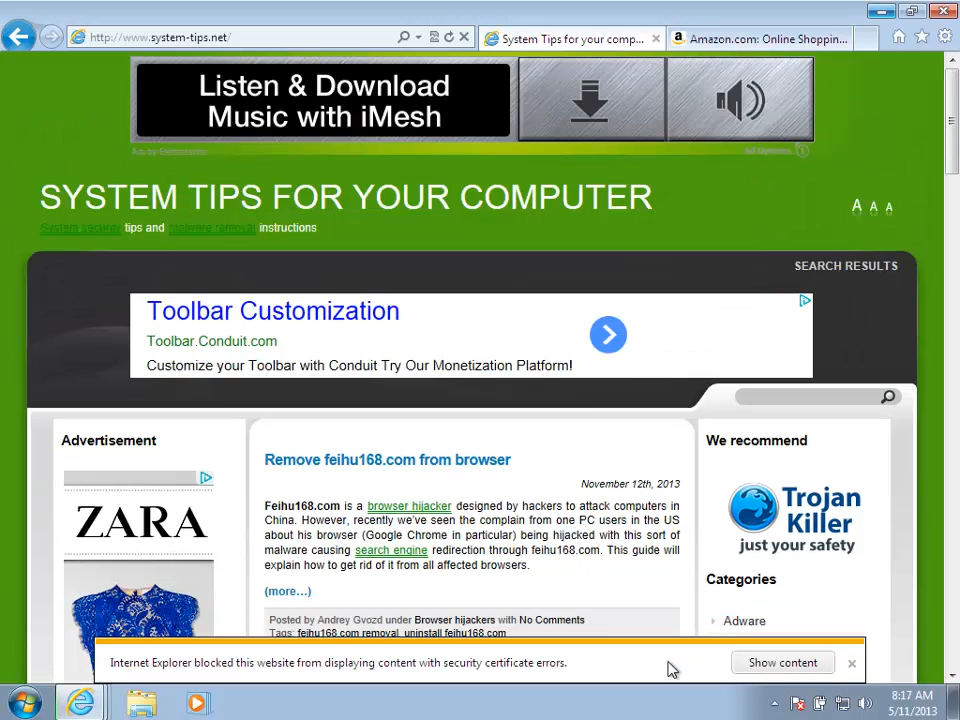 http://www.system-tips.net/
System Tips for your comp...
Amazon.com: Online Shoppin...
Listen & Download
Music with iMesh
SYSTEM TIPS FOR YOUR COMPUTER
A A A
System security tips and malware removal instructions
SEARCH RESULTS
Toolbar Customization
Toolbar.Conduit.com
Customize your Toolbar with Conduit Try Our Monetization Platform!
Advertisement
ZARA
Remove feihu168.com from browser
November 12th, 2013
Feihu168.com is a browser hijacker designed by hackers to attack computers in
China. However, recently we've seen the complain from one PC users in the US
about his browser (Google Chrome in particular) being hijacked with this sort of
malware causing search engine redirection through feihu168.com. This guide will
explain how to get rid of it from all affected browsers.
(more...)
Posted by Andrey Gvozd under Browser hijackers with No Comments
Tags: feihu168.com removal, uninstall feihu168.com
We recommend
Trojan
Killer
just your safety
Categories
Adware
Internet Explorer blocked this website from displaying content with security certificate errors.
Show content
8:17 AM
5/11/2013